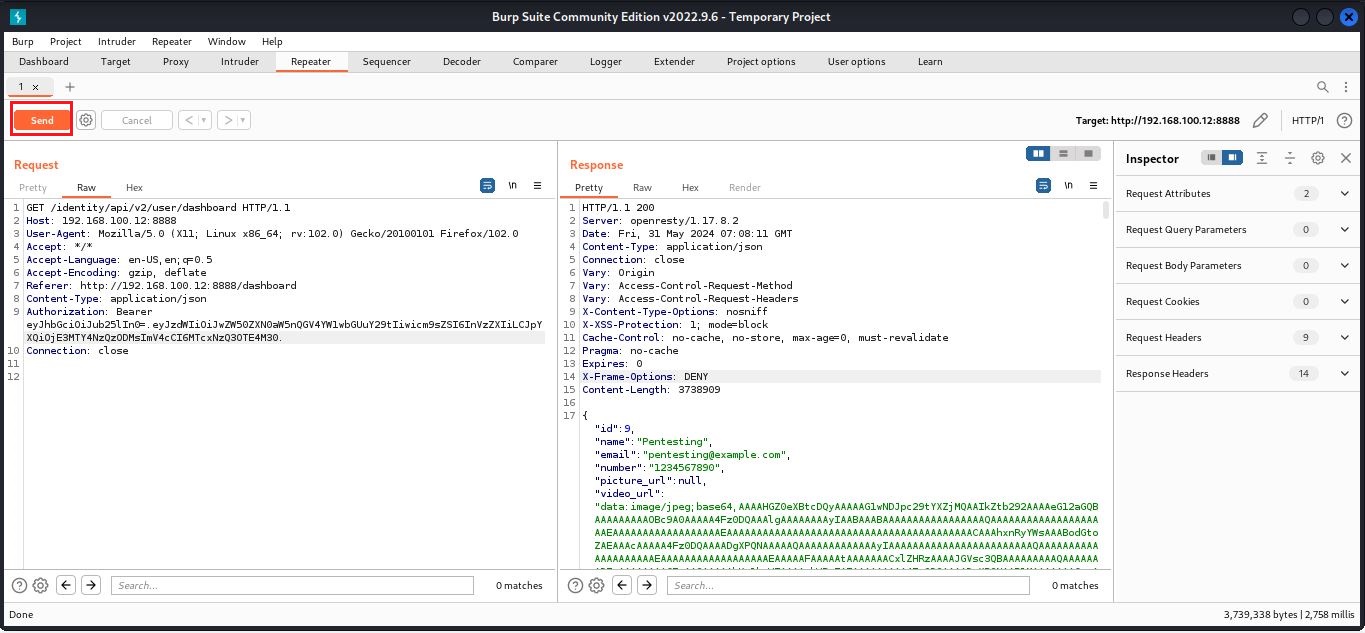 Burp Suite Community Edition v2022.9.6 - Temporary Project
Burp Project Intruder Repeater Window Help
Dashboard Target Proxy Intruder Repeater Sequencer Decoder Comparer Logger Extender Project options User options Learn
1 × +
Send Cancel < >
Target: http://192.168.100.12:8888 HTTP/1
Request
Pretty Raw Hex \n
1 GET /identity/api/v2/user/dashboard HTTP/1.1
2 Host: 192.168.100.12:8888
3 User-Agent: Mozilla/5.0 (X11; Linux x86_64; rv:102.0) Gecko/20100101 Firefox/102.0
4 Accept: */*
5 Accept-Language: en-US,en;q=0.5
6 Accept-Encoding: gzip, deflate
7 Referer: http://192.168.100.12:8888/dashboard
8 Content-Type: application/json
9 Authorization: Bearer
10 Connection: close
11
12
Search... 0 matches
Response
Pretty Raw Hex Render \n
1 HTTP/1.1 200
2 Server: openresty/1.17.8.2
3 Date: Fri, 31 May 2024 07:08:11 GMT
4 Content-Type: application/json
5 Connection: close
6 Vary: Origin
7 Vary: Access-Control-Request-Method
8 Vary: Access-Control-Request-Headers
9 X-Content-Type-Options: nosniff
10 X-XSS-Protection: 1; mode=block
11 Cache-Control: no-cache, no-store, max-age=0, must-revalidate
12 Pragma: no-cache
13 Expires: 0
14 X-Frame-Options: DENY
15 Content-Length: 3738909
16
17 {
"id":9,
"name":"Pentesting",
"email":"pentesting@example.com",
"number":"1234567890",
"picture_url":null,
"video_url":
Search... 0 matches
Inspector
Request Attributes 2
Request Query Parameters 0
Request Body Parameters 0
Request Cookies 0
Request Headers 9
Response Headers 14
Done
3,739,338 bytes | 2,758 millis